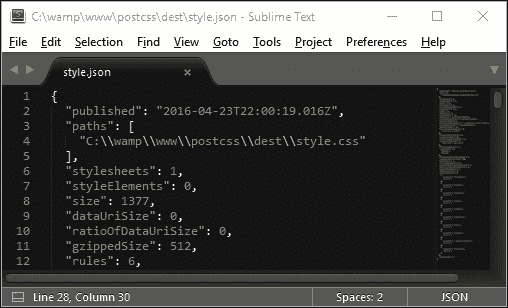 C:\wamp\www\postcss\dest\style.json - Sublime Text
File Edit Selection Find View Goto Tools Project Preferences Help
style.json ×
1 {
2 "published": "2016-04-23T22:00:19.016Z",
3 "paths": [
4 "C:\\wamp\\www\\postcss\\dest\\style.css"
5 ],
6 "stylesheets": 1,
7 "styleElements": 0,
8 "size": 1377,
9 "dataUriSize": 0,
10 "ratioOfDataUriSize": 0,
11 "gzippedSize": 512,
12 "rules": 6,
Line 28, Column 30 Spaces: 2 JSON